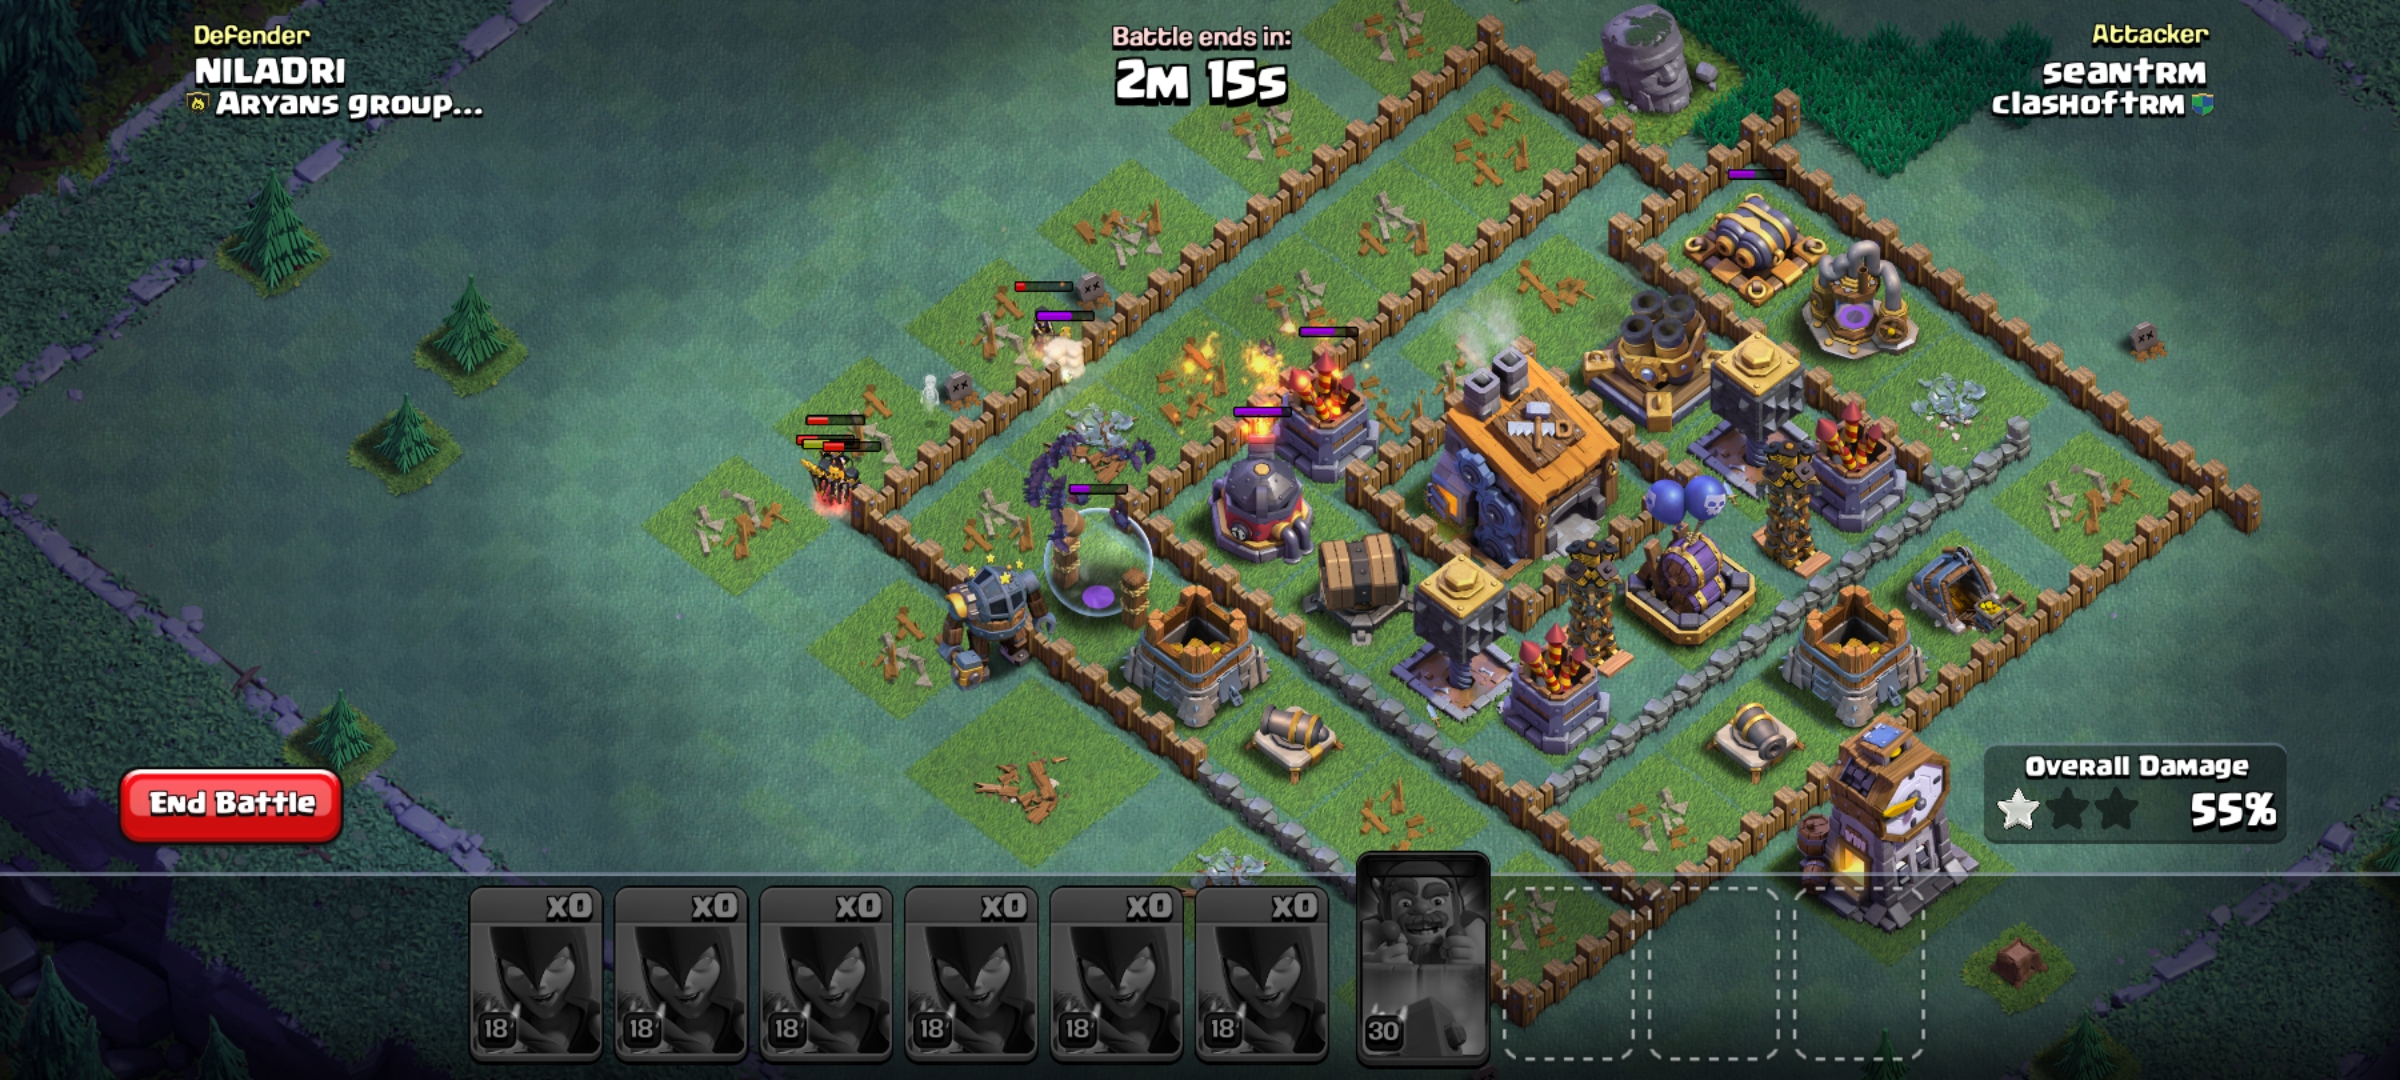 Defender
NILADRI
Aryans group...
Battle ends in:
2M 15s
Attacker
seantRM
clashoftRM
End Battle
Overall Damage
55%
x0
x0
x0
x0
x0
x0
18
18
18
18
18
18
30